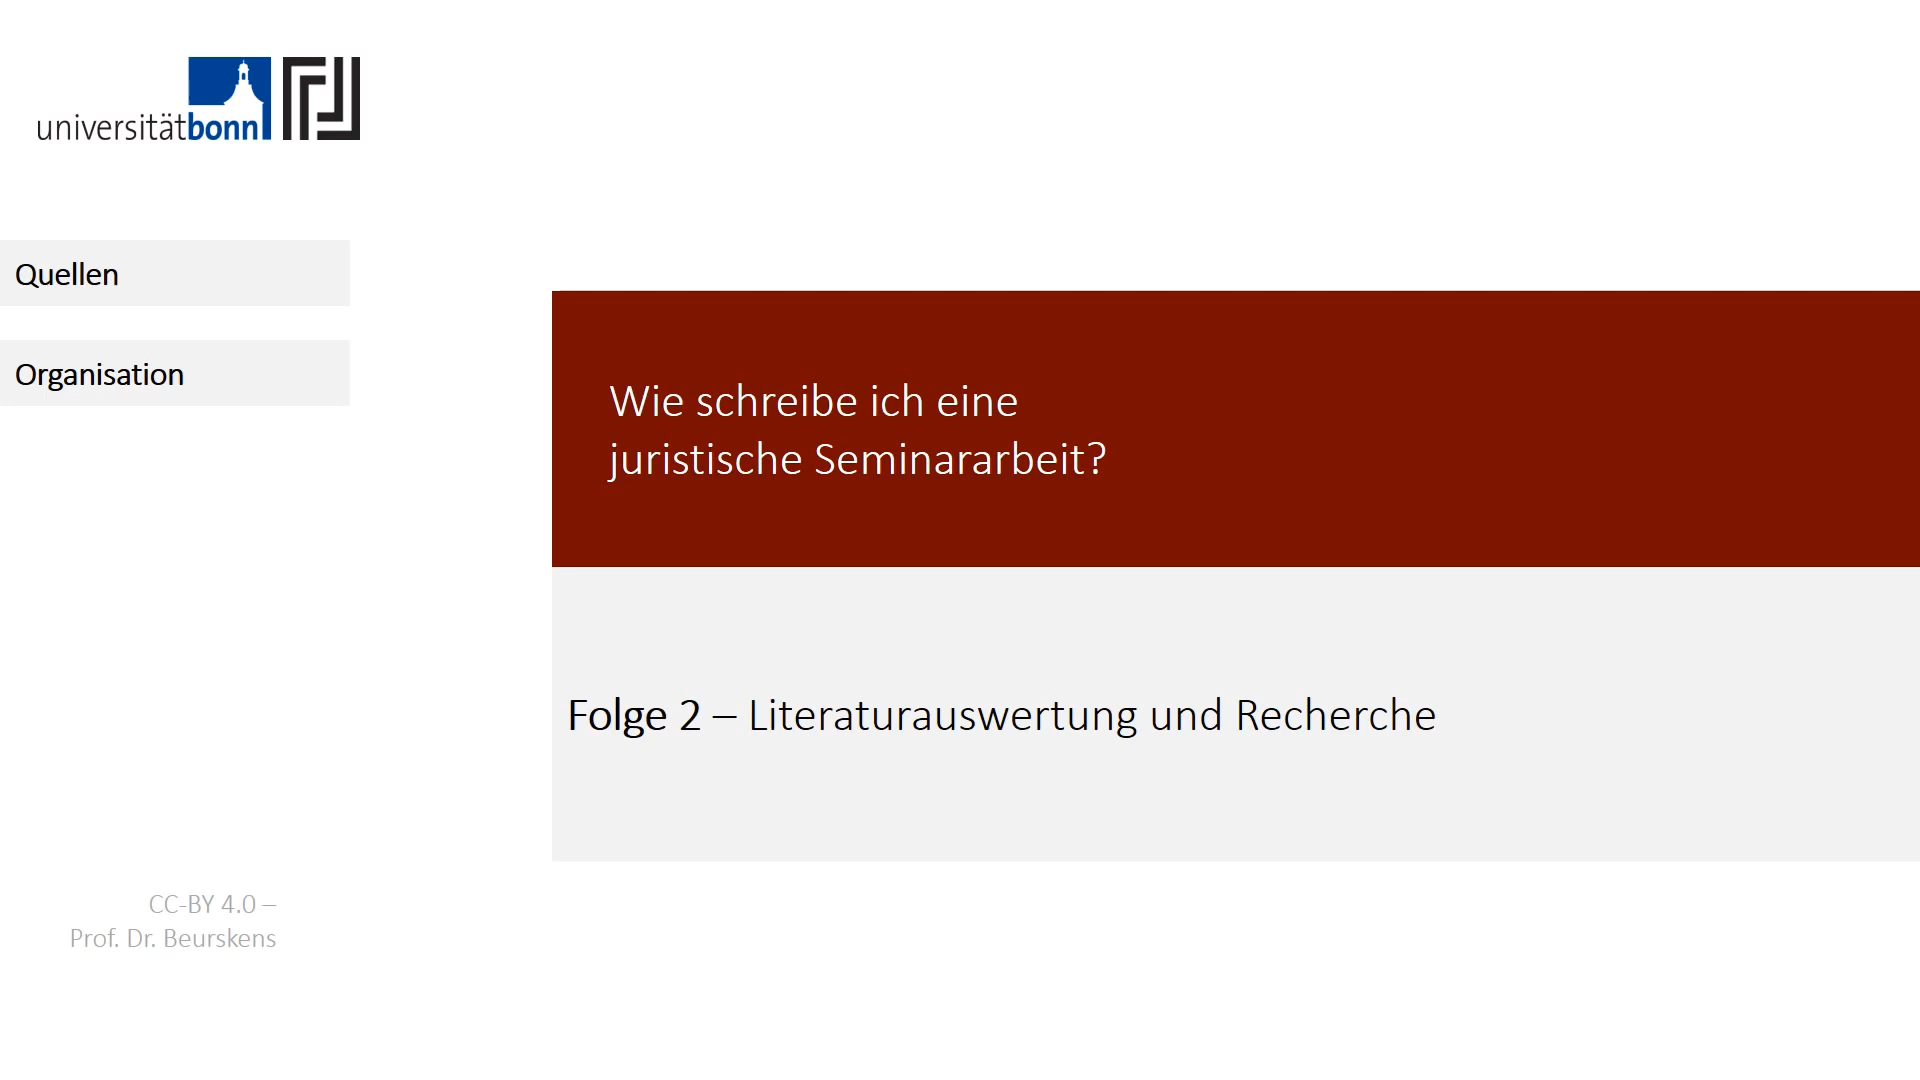 universitätbonn
Quellen
Organisation
Wie schreibe ich eine
juristische Seminararbeit?
Folge 2 – Literaturauswertung und Recherche
CC-BY 4.0 –
Prof. Dr. Beurskens